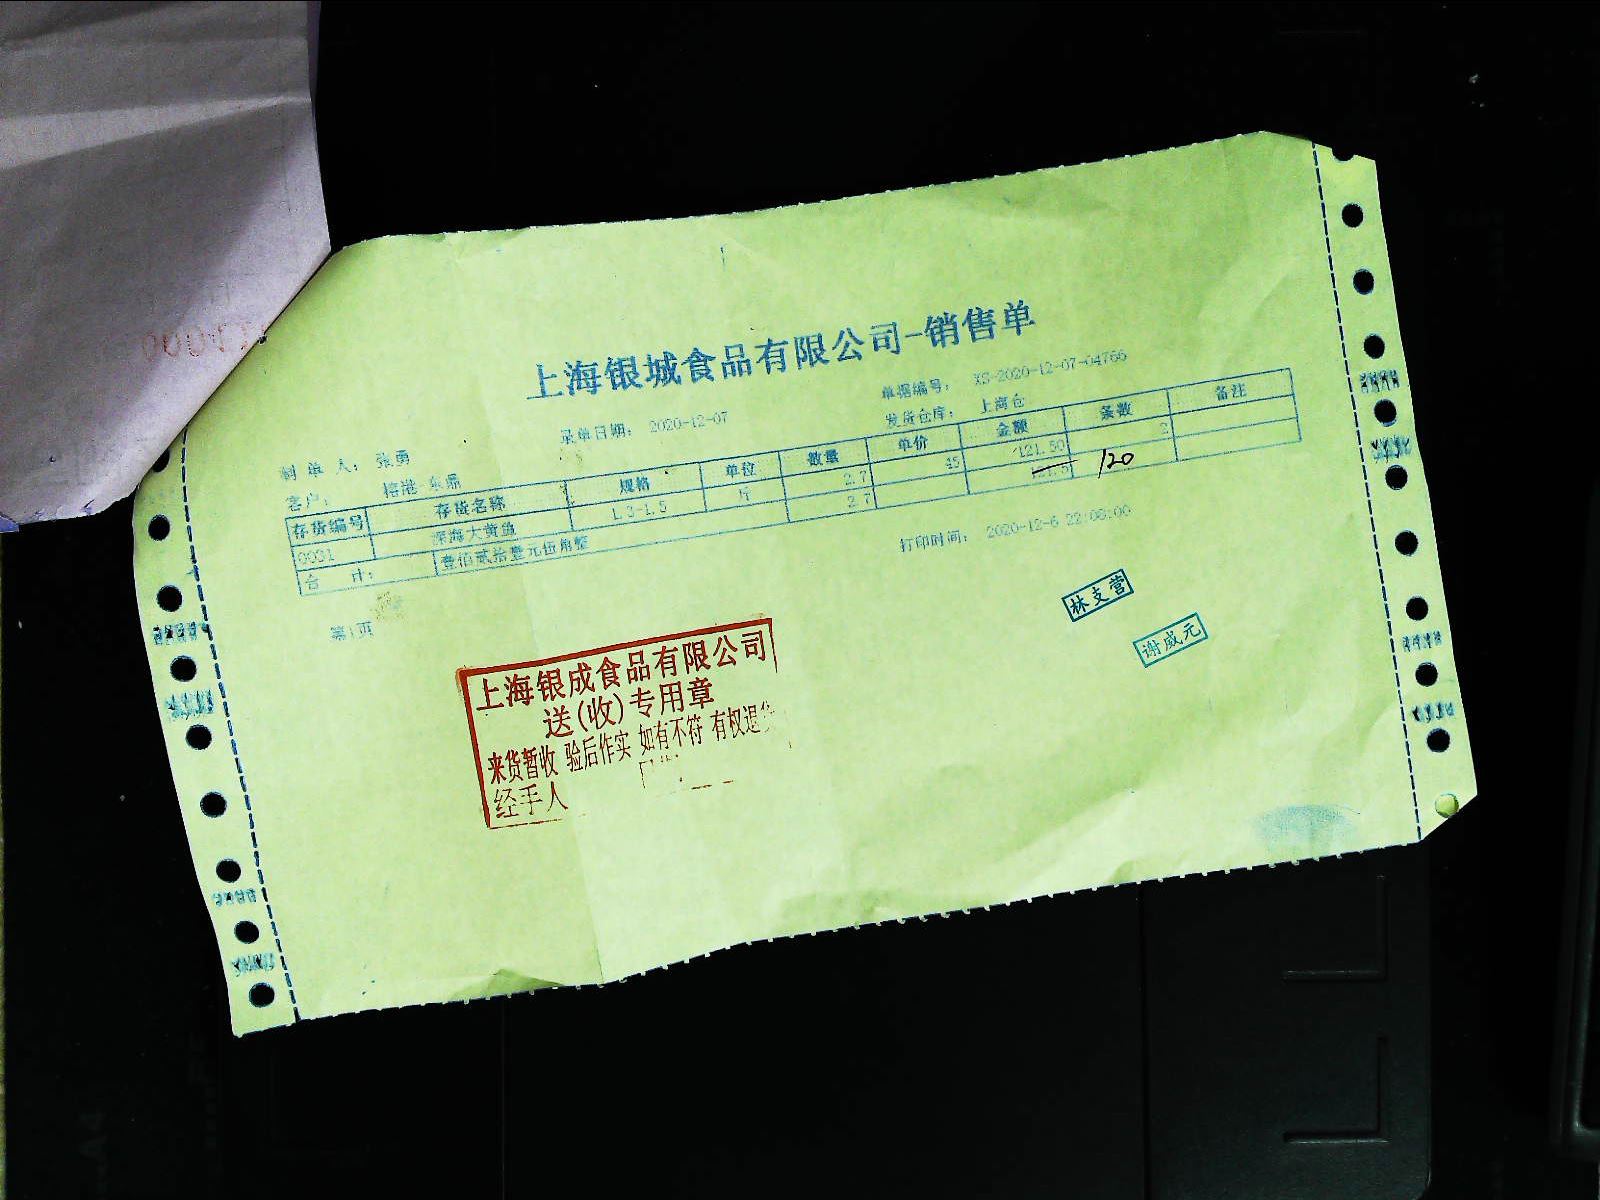 上海银城食品有限公司-销售单
单据编号: XS-2020-12-07-04766
录单日期: 2020-12-07
发货仓库: 上海仓
制单人: 张勇
客户:
存货编号 存货名称 规格 单位 数量 单价 金额 条数 备注
0001 深海大黄鱼 1.3-1.5 斤 2.7 45 121.50 2
合 计: 壹佰贰拾壹元伍角整 2.7 121.5 120
打印时间: 2020-12-6 22:00:00
第1页
林支营
谢威元
上海银成食品有限公司
送(收)专用章
来货暂收 验后作实 如有不符 有权退货
经手人